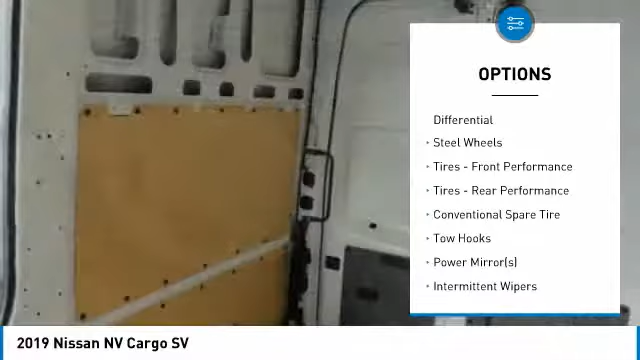 OPTIONS
Differential
Steel Wheels
Tires - Front Performance
Tires - Rear Performance
Conventional Spare Tire
Tow Hooks
Power Mirror(s)
Intermittent Wipers
2019 Nissan NV Cargo SV